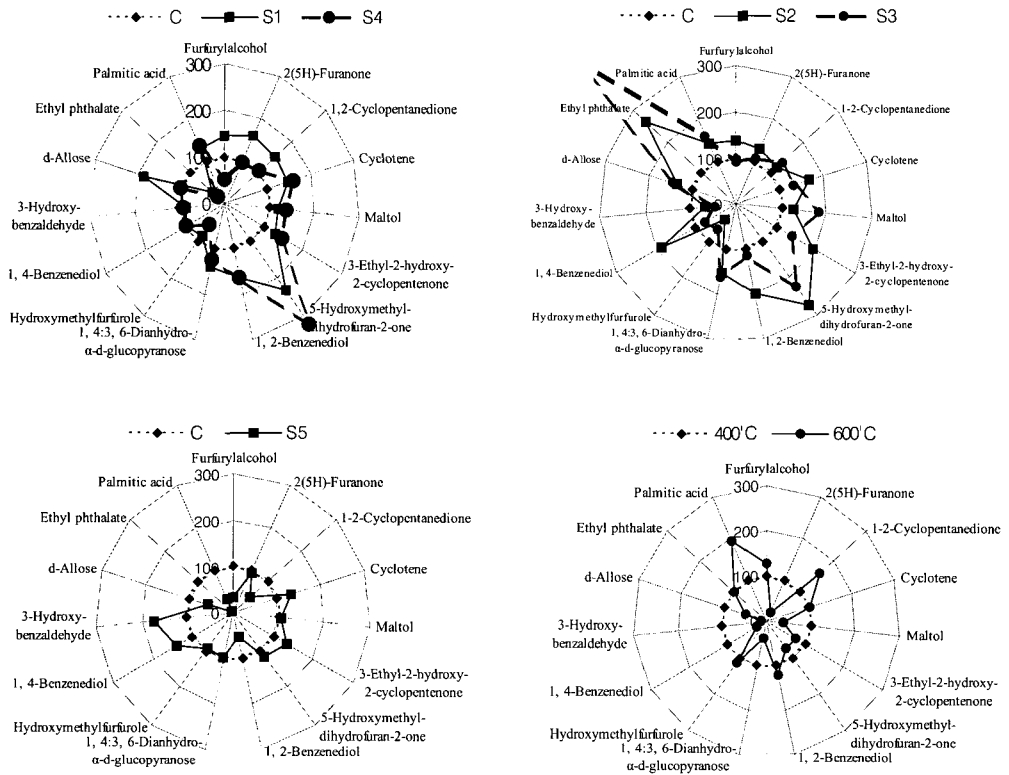 C S1 S4
Furfurylalcohol
300
Palmitic acid
2(5H)-Furanone
Ethyl phthalate
200
1,2-Cyclopentanedione
d-Allose
100
Cyclotene
3-Hydroxy-
benzaldehyde
0
Maltol
1, 4-Benzenediol
3-Ethyl-2-hydroxy-
2-cyclopentenone
Hydroxymethylfurfurole
5-Hydroxymethyl-
dihydrofuran-2-one
1, 4:3, 6-Dianhydro-
α-d-glucopyranose
1, 2-Benzenediol
C S2 S3
Furfurylalcohol
300
Palmitic acid
2(5H)-Furanone
Ethyl phthalate
200
1-2-Cyclopentanedione
d-Allose
100
Cyclotene
3-Hydroxy-
benzaldehyde
0
Maltol
1, 4-Benzenediol
3-Ethyl-2-hydroxy-
2-cyclopentenone
Hydroxymethylfurfurole
5-Hydroxymethyl-
dihydrofuran-2-one
1, 4:3, 6-Dianhydro-
α-d-glucopyranose
1, 2-Benzenediol
C S5
Furfurylalcohol
300
Palmitic acid
2(5H)-Furanone
Ethyl phthalate
200
1-2-Cyclopentanedione
d-Allose
100
Cyclotene
3-Hydroxy-
benzaldehyde
0
Maltol
1, 4-Benzenediol
3-Ethyl-2-hydroxy-
2-cyclopentenone
Hydroxymethylfurfurole
5-Hydroxymethyl-
dihydrofuran-2-one
1, 4:3, 6-Dianhydro-
α-d-glucopyranose
1, 2-Benzenediol
400'C 600'C
Furfurylalcohol
300
Palmitic acid
2(5H)-Furanone
Ethyl phthalate
200
1-2-Cyclopentanedione
d-Allose
100
Cyclotene
3-Hydroxy-
benzaldehyde
0
Maltol
1, 4-Benzenediol
3-Ethyl-2-hydroxy-
2-cyclopentenone
Hydroxymethylfurfurole
5-Hydroxymethyl-
dihydrofuran-2-one
1, 4:3, 6-Dianhydro-
α-d-glucopyranose
1, 2-Benzenediol